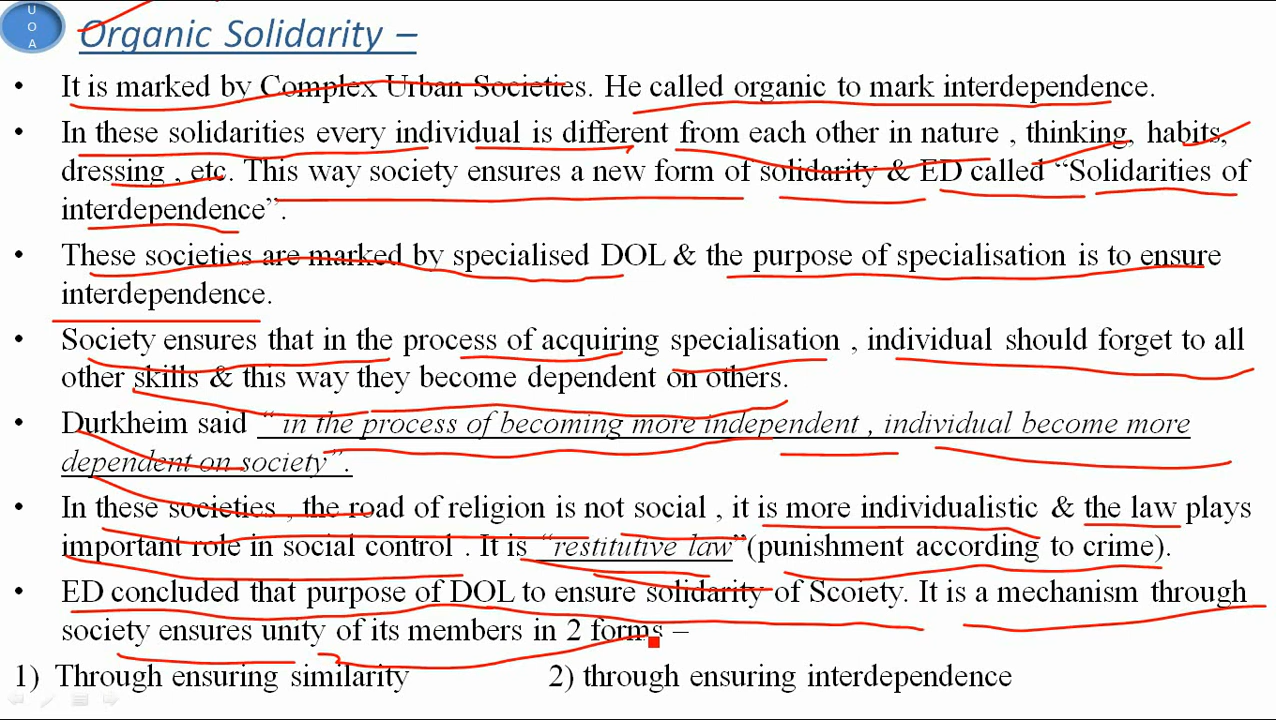 U
O
A
Organic Solidarity –
• It is marked by Complex Urban Societies. He called organic to mark interdependence.
• In these solidarities every individual is different from each other in nature , thinking, habits,
dressing , etc. This way society ensures a new form of solidarity & ED called “Solidarities of
interdependence”.
• These societies are marked by specialised DOL & the purpose of specialisation is to ensure
interdependence.
• Society ensures that in the process of acquiring specialisation , individual should forget to all
other skills & this way they become dependent on others.
• Durkheim said “ in the process of becoming more independent , individual become more
dependent on society”.
• In these societies , the road of religion is not social , it is more individualistic & the law plays
important role in social control . It is “restitutive law”(punishment according to crime).
• ED concluded that purpose of DOL to ensure solidarity of Scoiety. It is a mechanism through
society ensures unity of its members in 2 forms –
1) Through ensuring similarity 2) through ensuring interdependence